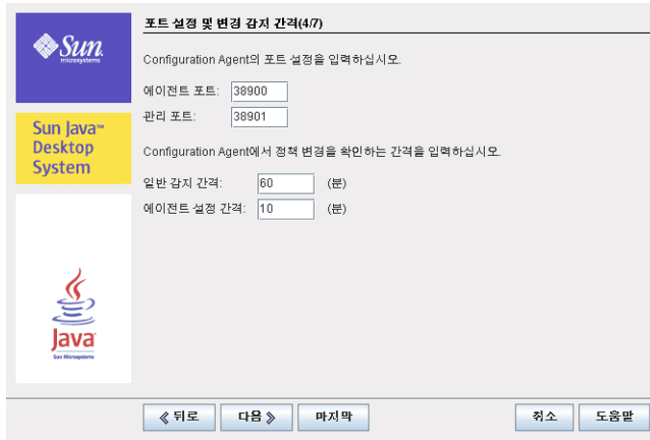 Sun
microsystems
Sun Java™
Desktop
System
Java
Sun Microsystems
포트 설정 및 변경 감지 간격(4/7)
Configuration Agent의 포트 설정을 입력하십시오.
에이전트 포트: 38900
관리 포트: 38901
Configuration Agent에서 정책 변경을 확인하는 간격을 입력하십시오.
일반 감지 간격: 60 (분)
에이전트 설정 간격: 10 (분)
뒤로 다음 마지막 취소 도움말